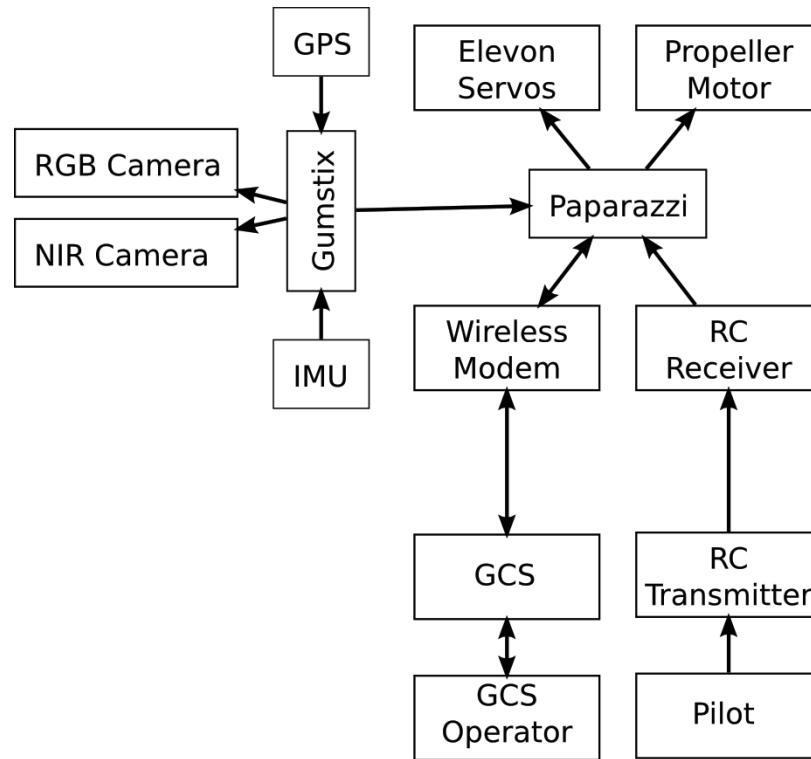 GPS
Elevon
Servos
Propeller
Motor
RGB Camera
NIR Camera
Gumstix
Paparazzi
IMU
Wireless
Modem
RC
Receiver
GCS
RC
Transmitter
GCS
Operator
Pilot